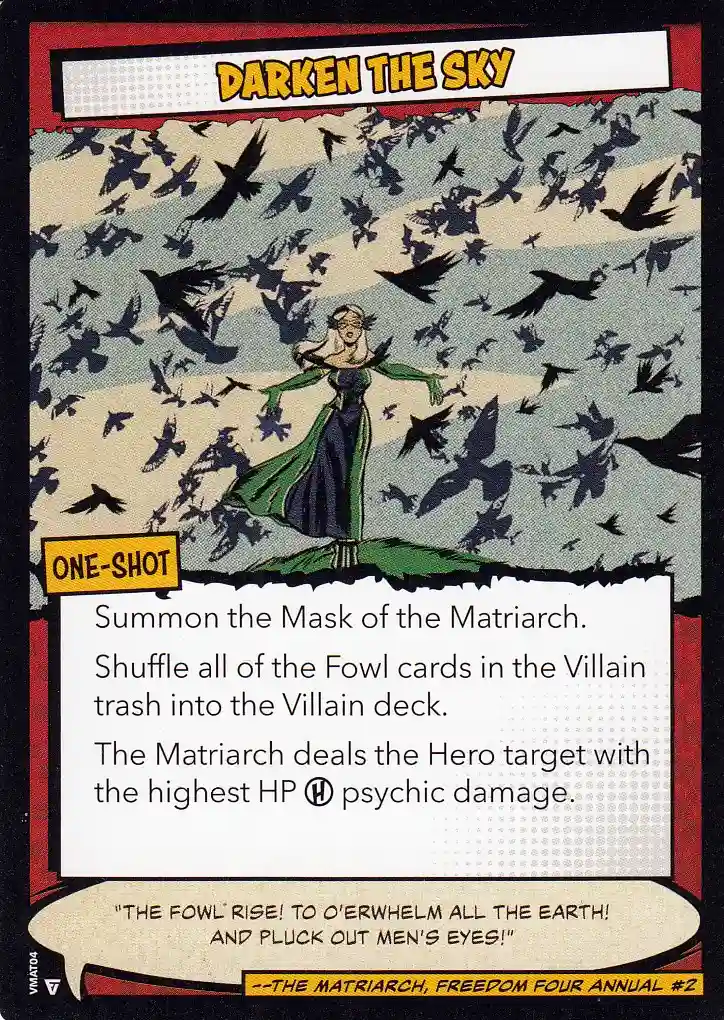 DARKEN THE SKY
ONE-SHOT
Summon the Mask of the Matriarch.
Shuffle all of the Fowl cards in the Villain
trash into the Villain deck.
The Matriarch deals the Hero target with
the highest HP H psychic damage.
"THE FOWL RISE! TO O'ERWHELM ALL THE EARTH!
AND PLUCK OUT MEN'S EYES!"
--THE MATRIARCH, FREEDOM FOUR ANNUAL #2
VMAT04
7